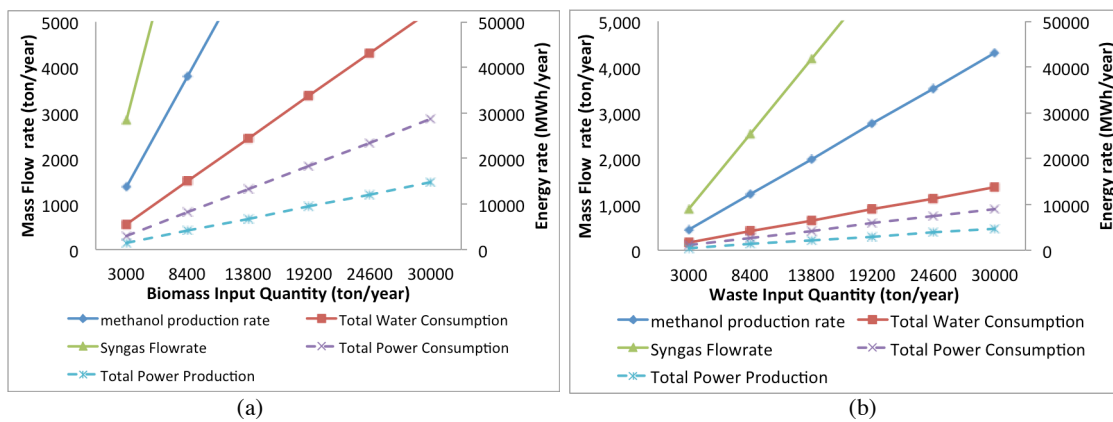 5000
4000
3000
2000
1000
0
Mass Flow rate (ton/year)
50000
40000
30000
20000
10000
0
Energy rate (MWh/year)
3000 8400 13800 19200 24600 30000
Biomass Input Quantity (ton/year)
methanol production rate Total Water Consumption
Syngas Flowrate Total Power Consumption
Total Power Production
(a)
5,000
4,000
3,000
2,000
1,000
0
Mass Flow rate (ton/year)
50000
40000
30000
20000
10000
0
Energy rate (MWh/year)
3000 8400 13800 19200 24600 30000
Waste Input Quantity (ton/year)
methanol production rate Total Water Consumption
Syngas Flowrate Total Power Consumption
Total Power Production
(b)